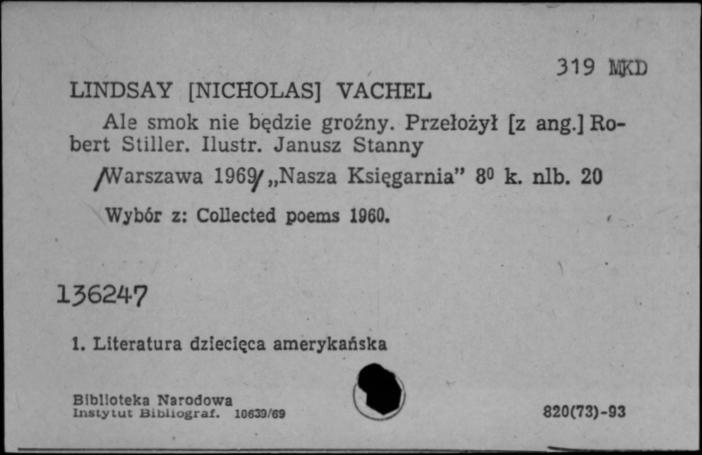 319 MKD
LINDSAY [NICHOLAS] VACHEL
Ale smok nie będzie groźny. Przełożył [z ang.] Ro-
bert Stiller. Ilustr. Janusz Stanny
/Warszawa 1969/ „Nasza Księgarnia” 8⁰ k. nlb. 20
Wybór z: Collected poems 1960.
136247
1. Literatura dziecięca amerykańska
Biblioteka Narodowa
Instytut Bibliograf. 10639/69
820(73)-93